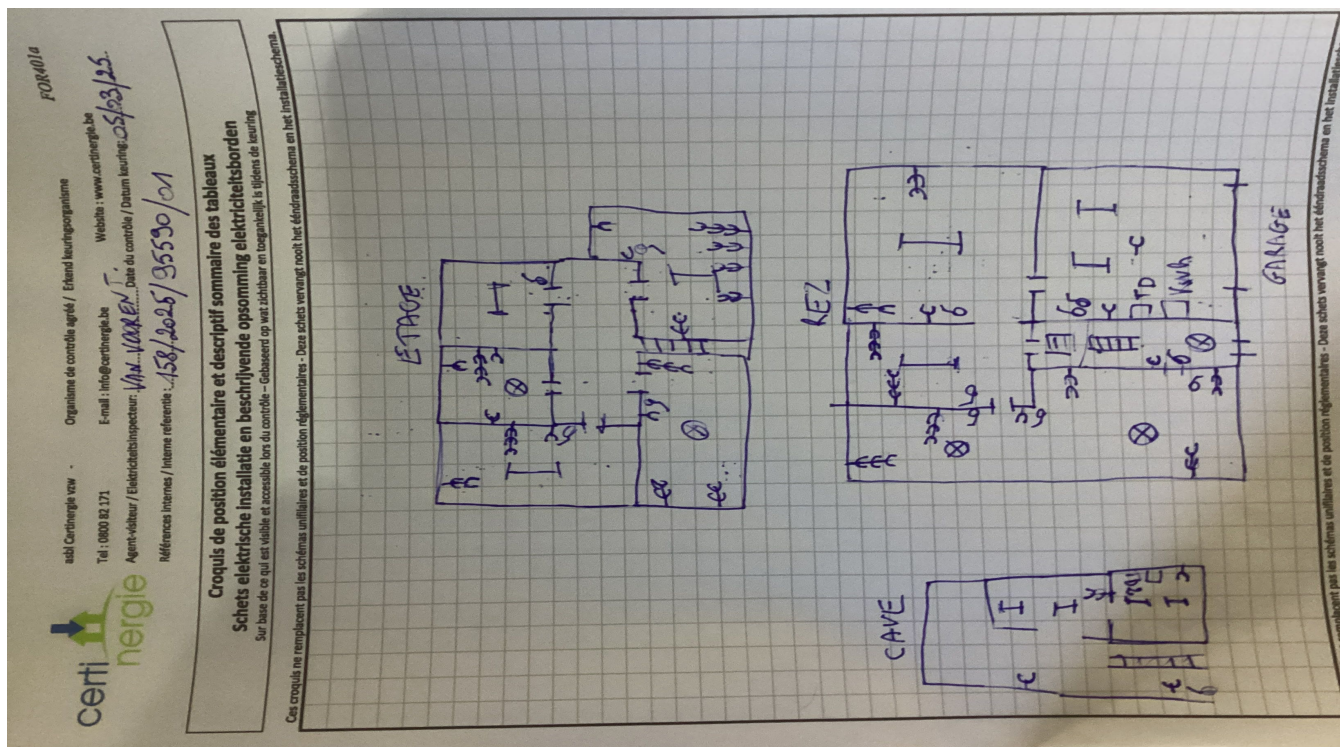 FOR401a
certinergie
asbl Certinergie vzw - Organisme de contrôle agréé / Erkend keuringsorganisme
Tel : 0800 82 171 E-mail : info@certinergie.be Website : www.certinergie.be
Agent-visiteur / Elektriciteitsinspecteur: VAN VOOREN T. Date du contrôle / Datum keuring: 05/03/25
Références internes / Interne referentie : 158/2025/95590/01
Croquis de position élémentaire et descriptif sommaire des tableaux
Schets elektrische installatie en beschrijvende opsomming elektriciteitsborden
Sur base de ce qui est visible et accessible lors du contrôle – Gebaseerd op wat zichtbaar en toegankelijk is tijdens de keuring
Ces croquis ne remplacent pas les schémas unifilaires et de position réglementaires - Deze schets vervangt nooit het ééndraadsschema en het installatieschema.
ETAGE
CAVE
REZ
TD
kWh
GARAGE
remplacent pas les schémas unifilaires et de position réglementaires - Deze schets vervangt nooit het ééndraadsschema en het installatieschema.